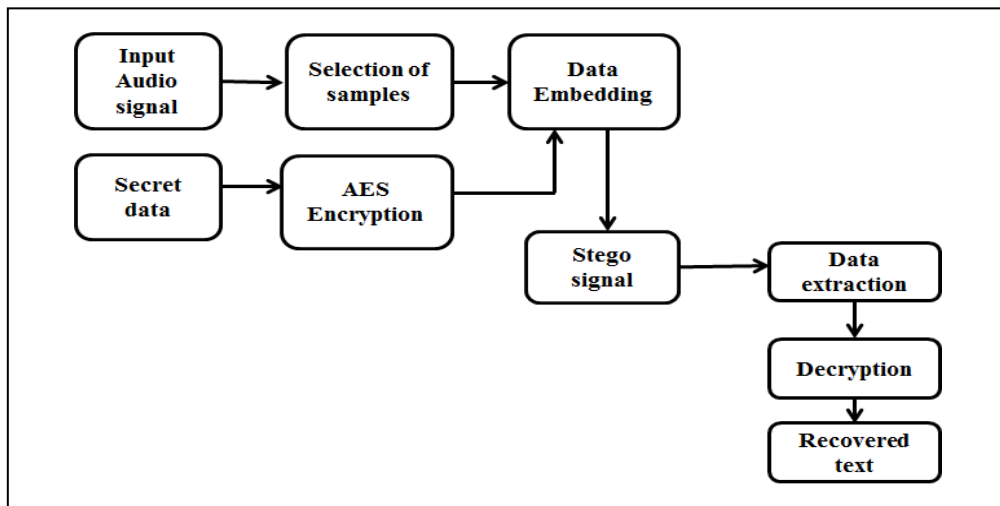 Input
Audio
signal
Selection of
samples
Data
Embedding
Secret
data
AES
Encryption
Stego
signal
Data
extraction
Decryption
Recovered
text